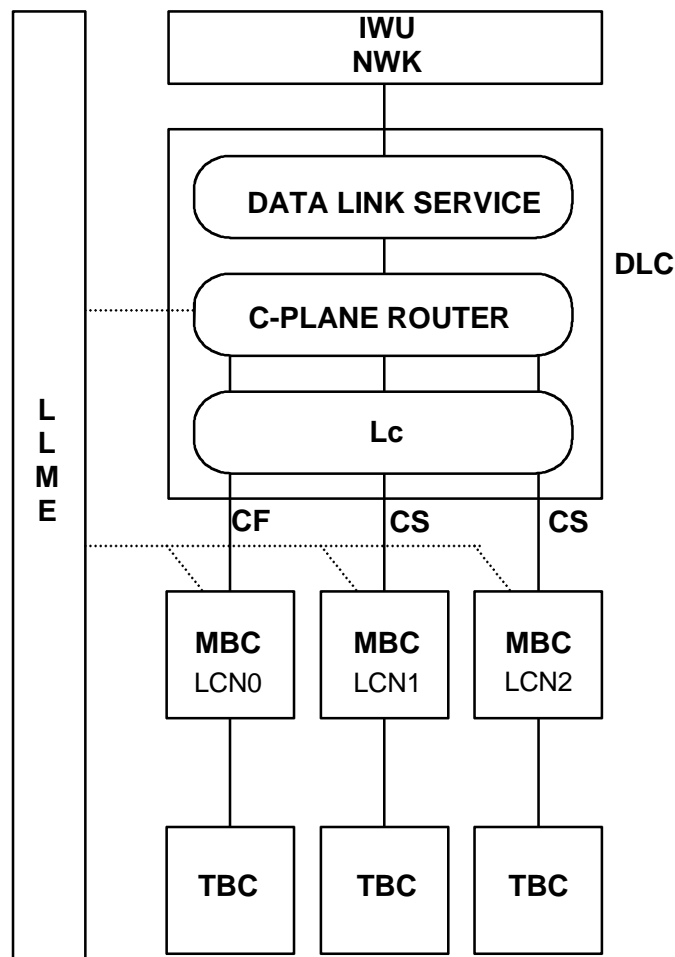 IWU
NWK
DATA LINK SERVICE
DLC
C-PLANE ROUTER
L
L
M
E
Lc
CF
CS
CS
MBC
LCN0
MBC
LCN1
MBC
LCN2
TBC
TBC
TBC